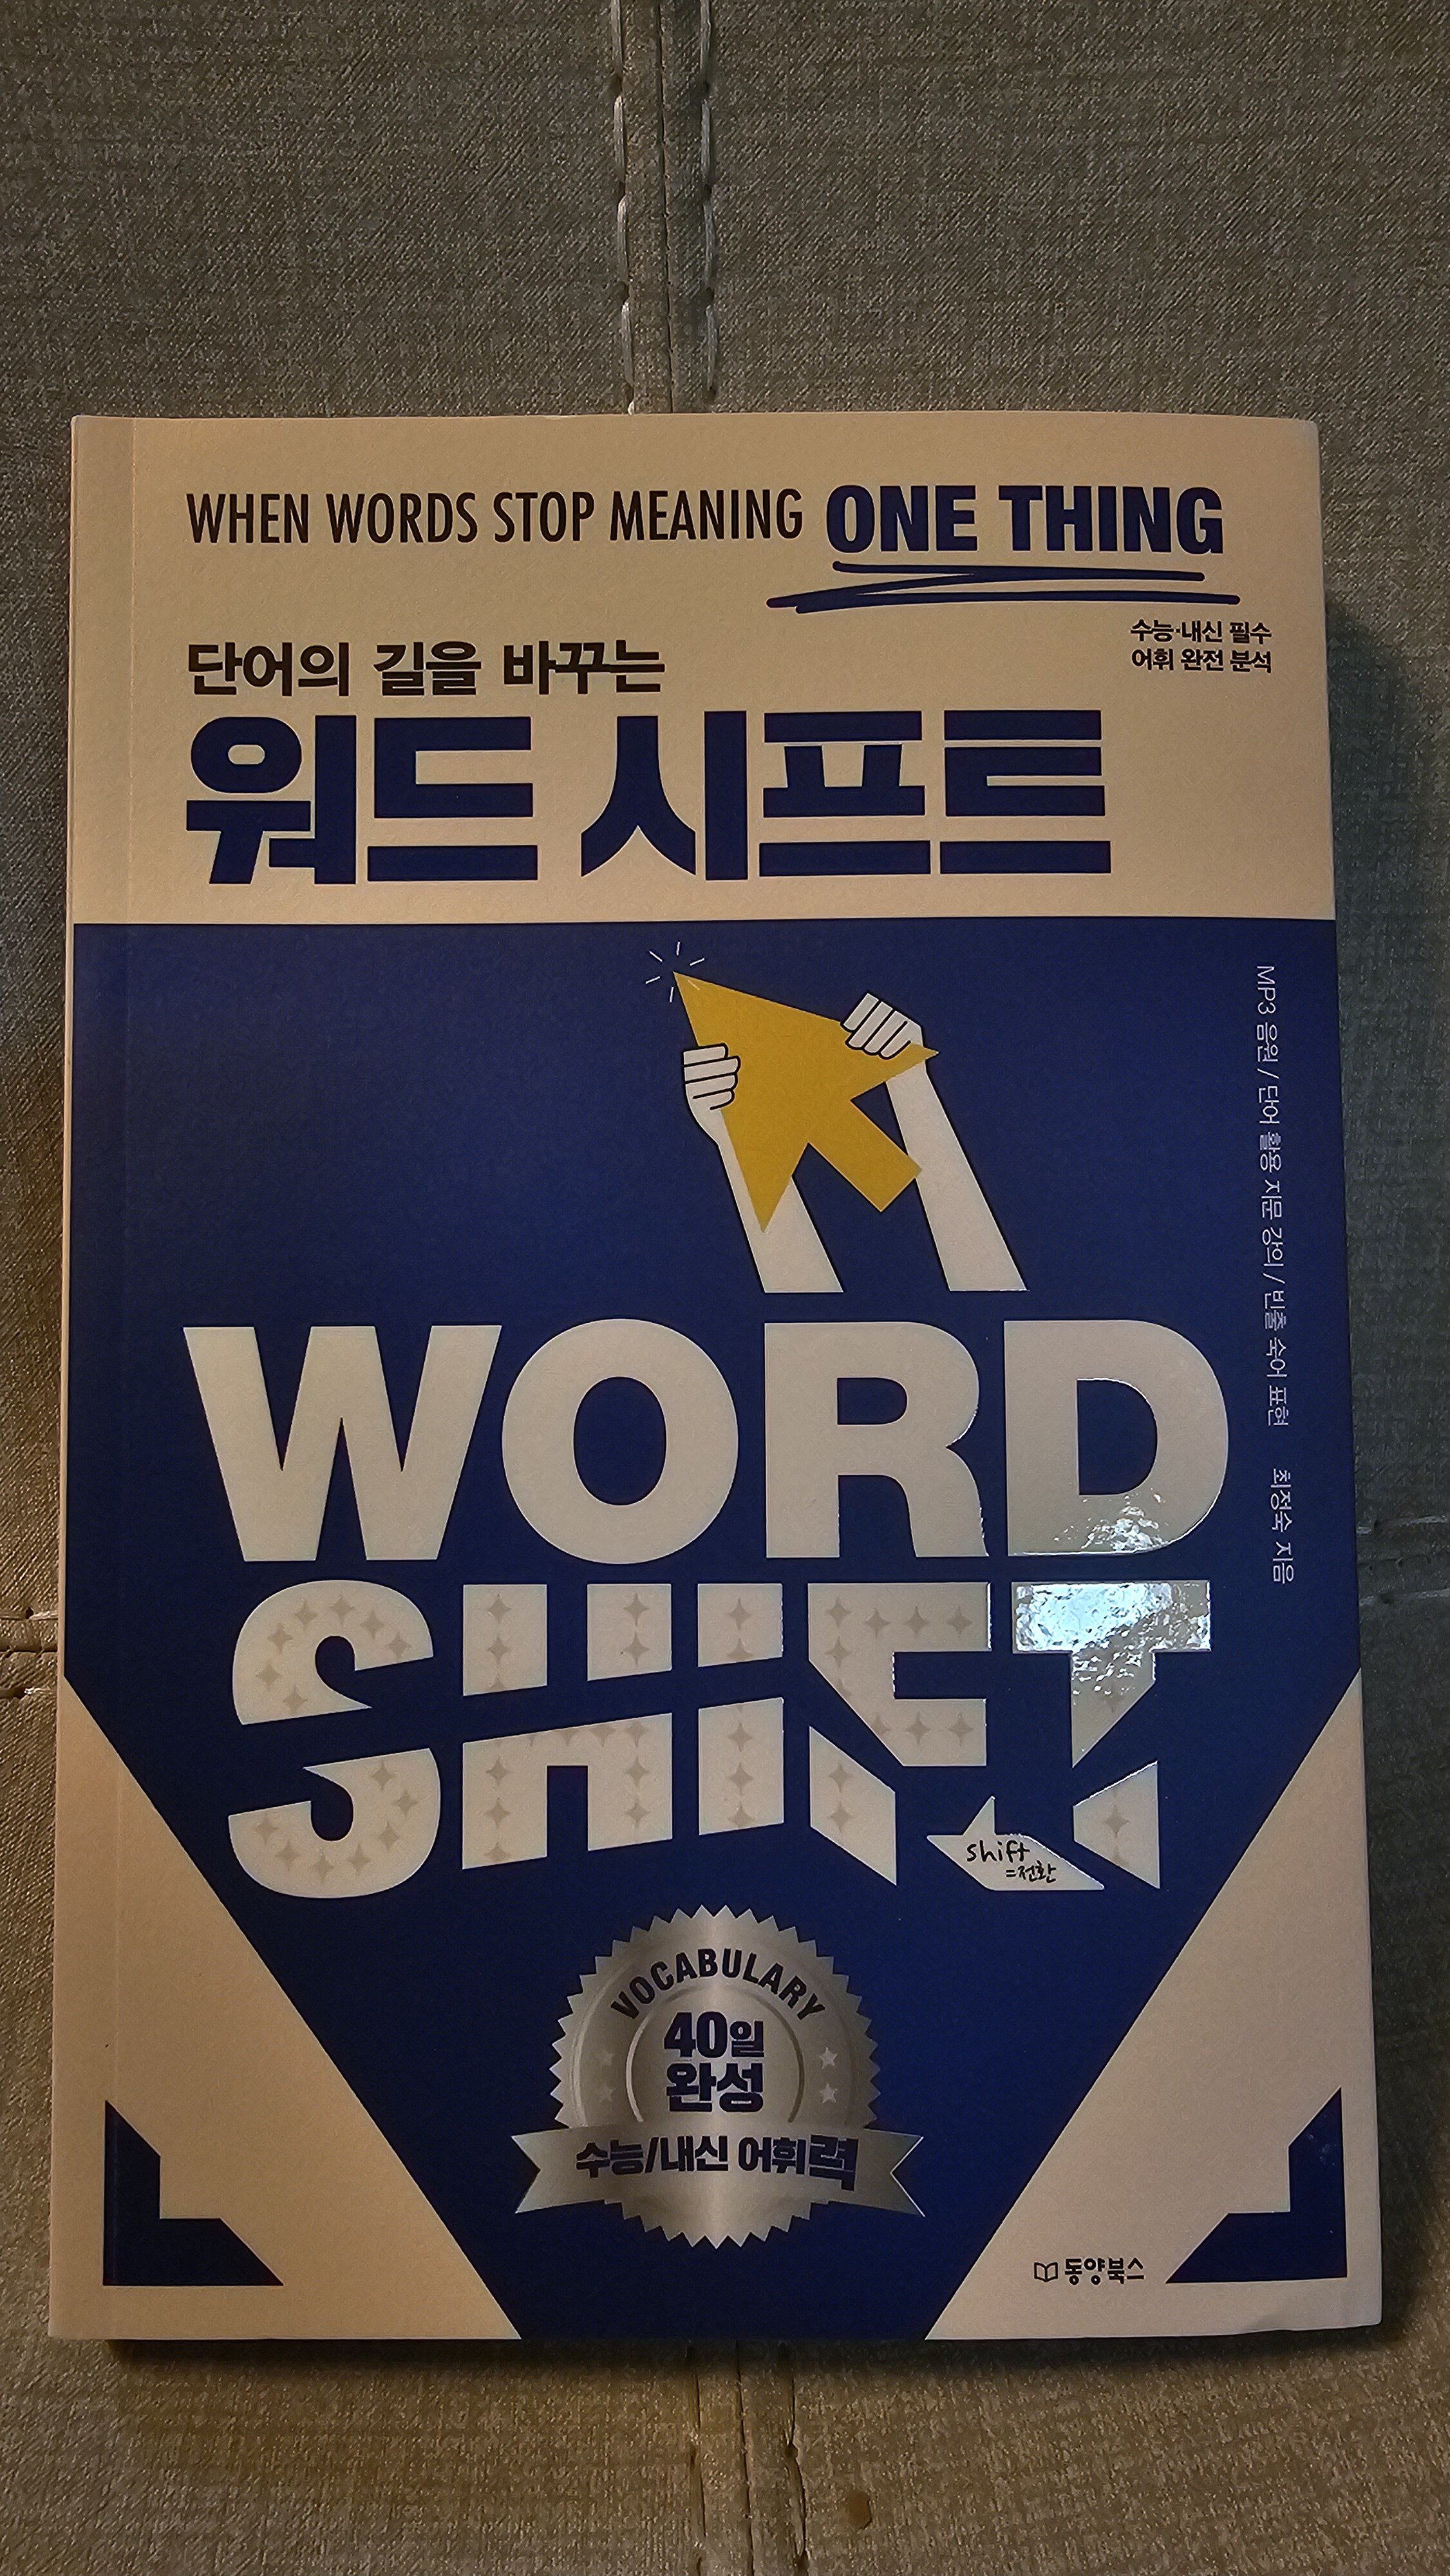 WHEN WORDS STOP MEANING ONE THING
수능·내신 필수
어휘 완전 분석
단어의 길을 바꾸는
워드 시프트
MP3 음원 / 단어 활용 지문 강의 / 빈출 숙어 표현 최정숙 지음
WORD
SHIFT
shift
=전환
VOCABULARY
40일
완성
수능/내신 어휘력
동양북스